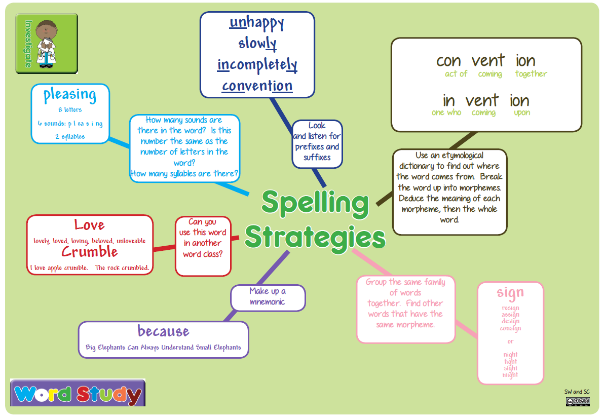 Investigate
unhappy
slowly
incompletely
convention
con vent ion
act of coming together
in vent ion
one who coming upon
pleasing
8 letters
6 sounds: p l ea s i ng
2 syllables
How many sounds are
there in the word? Is this
the number the same as the
number of letters in the
word?
How many syllables are there?
Look
and listen for
prefixes and
suffixes
Use an etymological
dictionary to find out where
the word comes from. Break
the word up into morphemes.
Deduce the meaning of each
morpheme, then the whole
word.
Spelling
Strategies
Love
lovely, loved, loving, beloved, unloveable
Crumble
I love apple crumble. The rock crumbled.
Can you
use this word
in another
word class?
Make up a
mnemonic
because
Big Elephants Can Always Understand Small Elephants
Group the same family
of words
together. Find other
words that have the
same morpheme.
sign
resign
assign
design
consign
or
night
light
Word Study
SW and SC